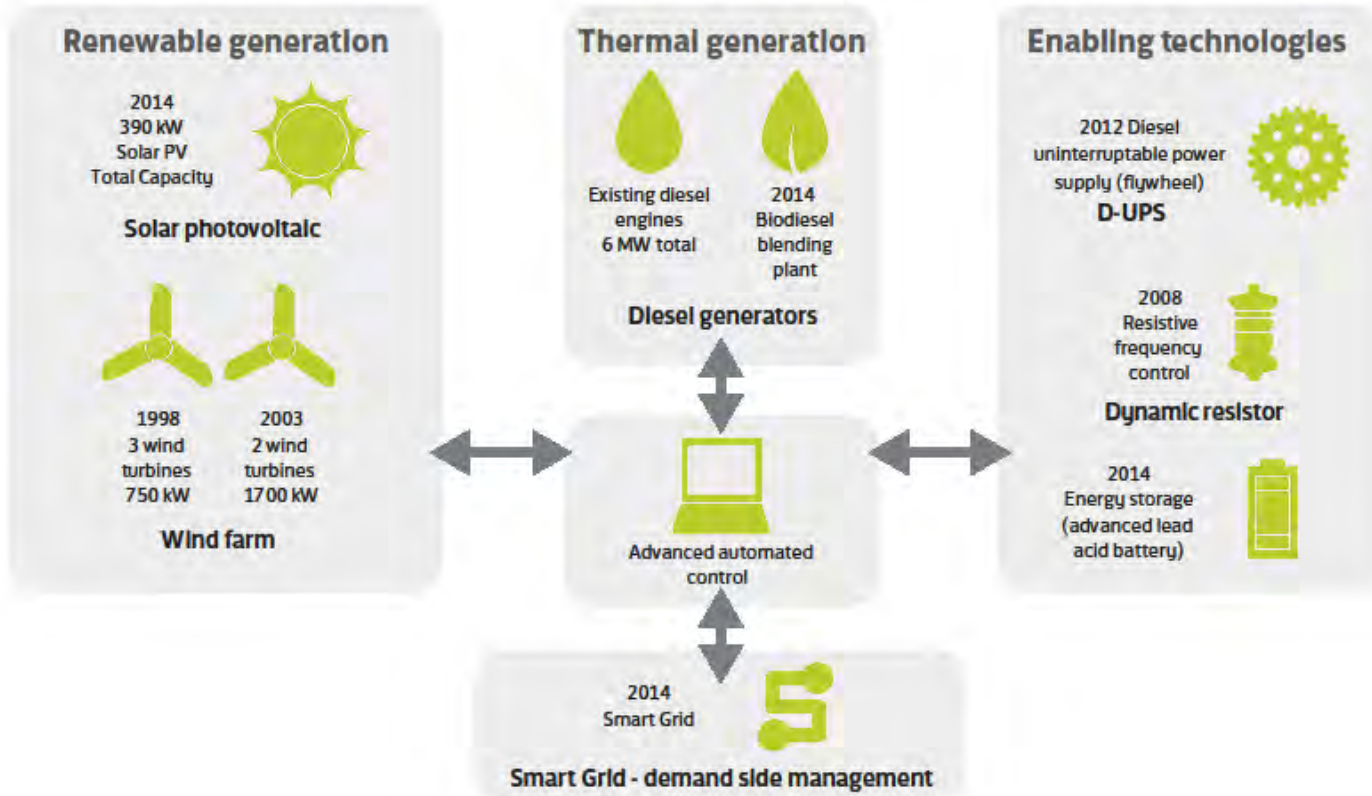 Renewable generation
2014
390 kW
Solar PV
Total Capacity
Solar photovoltaic
1998
3 wind
turbines
750 kW
2003
2 wind
turbines
1700 kW
Wind farm
Thermal generation
Existing diesel
engines
6 MW total
2014
Biodiesel
blending
plant
Diesel generators
Advanced automated
control
2014
Smart Grid
Smart Grid - demand side management
Enabling technologies
2012 Diesel
uninterruptable power
supply (flywheel)
D-UPS
2008
Resistive
frequency
control
Dynamic resistor
2014
Energy storage
(advanced lead
acid battery)